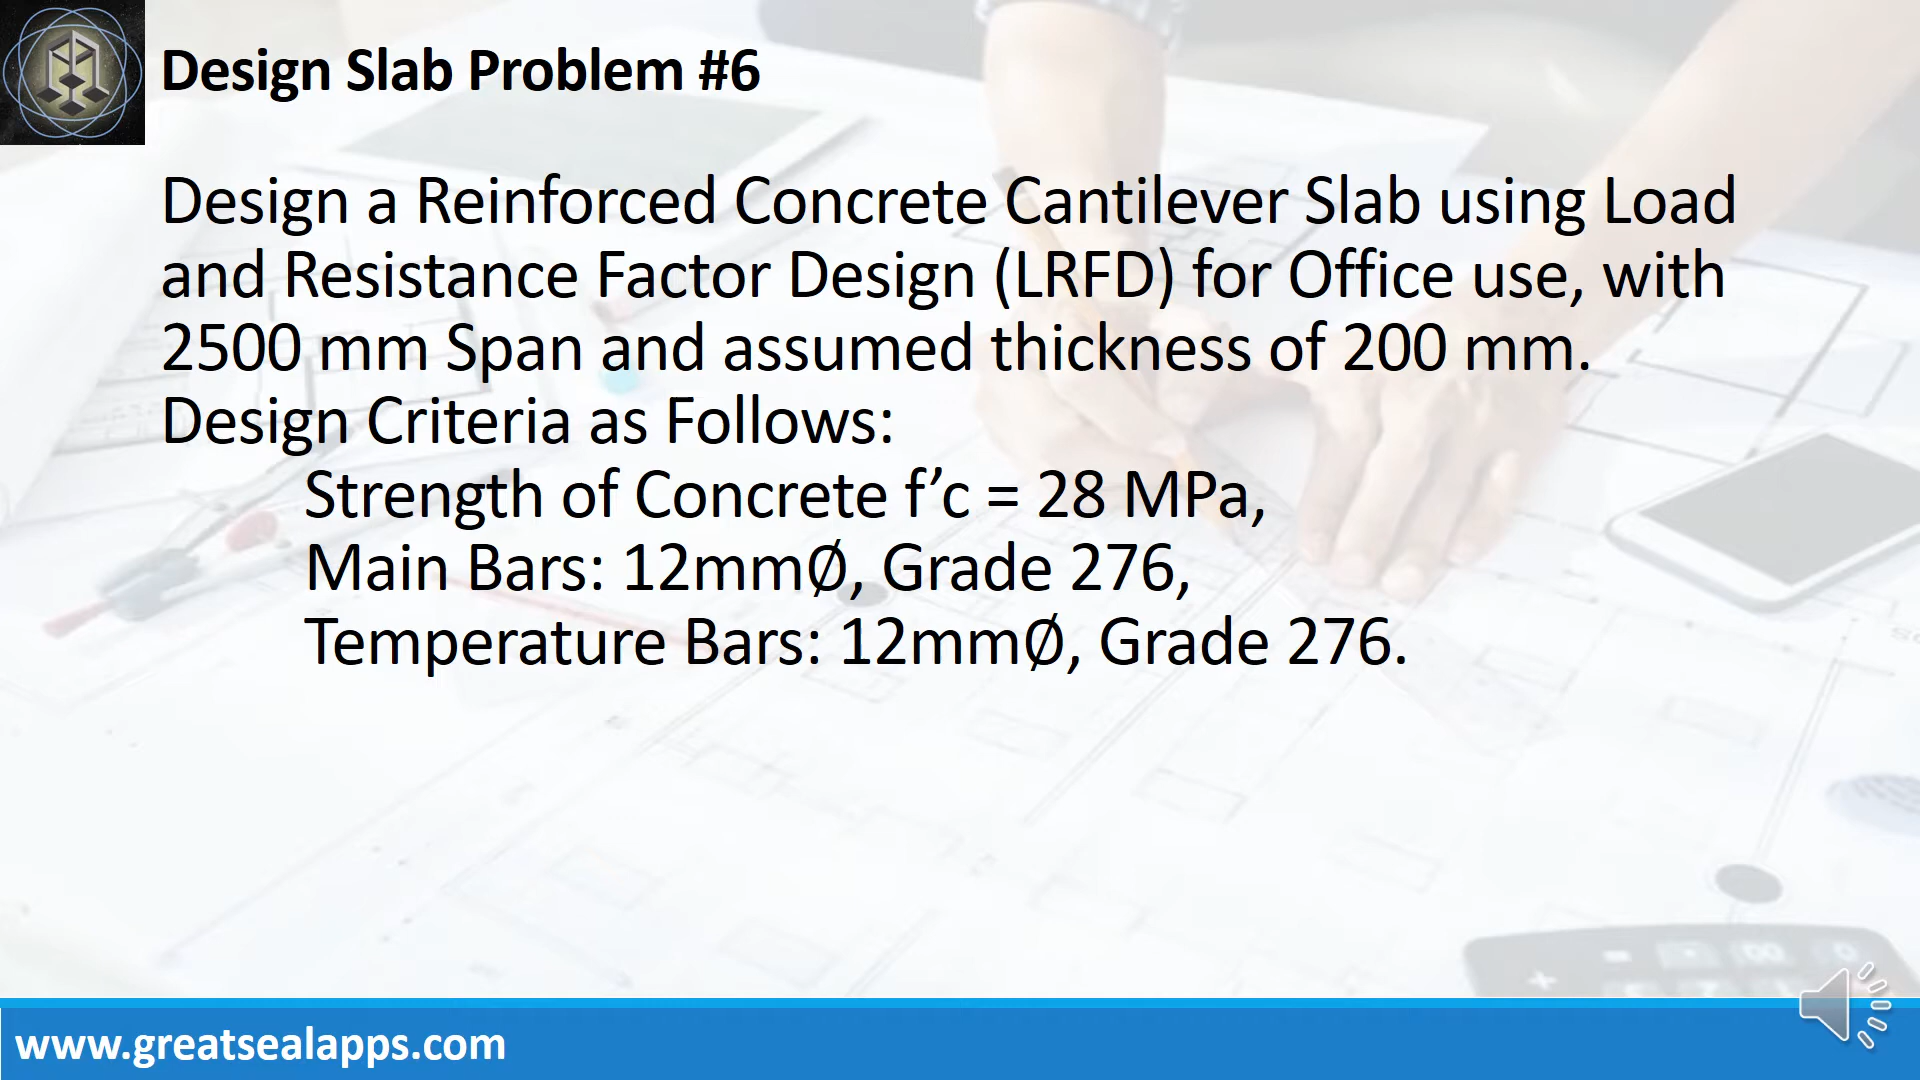 Design Slab Problem #6
Design a Reinforced Concrete Cantilever Slab using Load
and Resistance Factor Design (LRFD) for Office use, with
2500 mm Span and assumed thickness of 200 mm.
Design Criteria as Follows:
Strength of Concrete f’c = 28 MPa,
Main Bars: 12mm∅, Grade 276,
Temperature Bars: 12mm∅, Grade 276.
www.greatsealapps.com